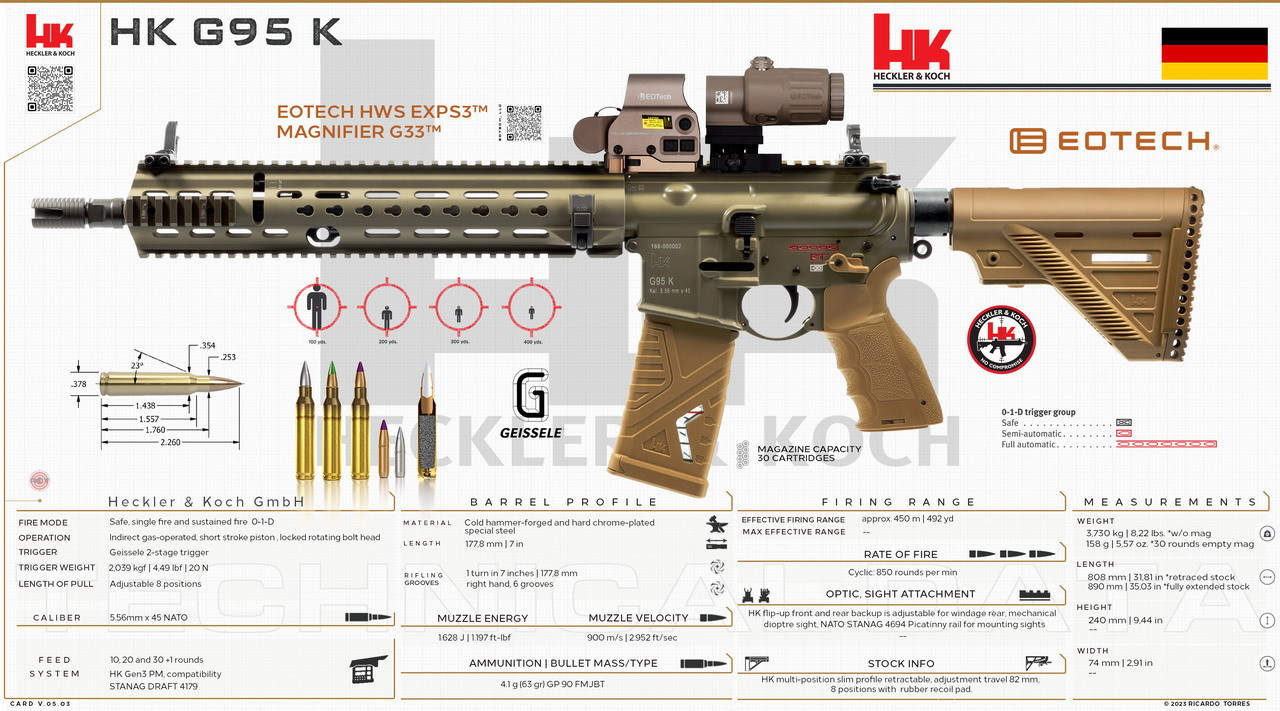 HK G95 K
HECKLER & KOCH
HECKLER & KOCH
EOTECH HWS EXPS3™
MAGNIFIER G33™
EOTECH, LLC
EOTech
EOTECH®
168-000002
G95 K
Kal. 5,56 mm x 45
100 yds.
200 yds.
300 yds.
400 yds.
HECKLER & KOCH
NO COMPROMISE
.354
.253
23°
.378
1.438
1.557
1.760
2.260
G
GEISSELE
HECKLER & KOCH
MAGAZINE CAPACITY
30 CARTRIDGES
0-1-D trigger group
Safe
Semi-automatic
Full automatic
Heckler & Koch GmbH
FIRE MODE Safe, single fire and sustained fire 0-1-D
OPERATION Indirect gas-operated, short stroke piston , locked rotating bolt head
TRIGGER Geissele 2-stage trigger
TRIGGER WEIGHT 2,039 kgf | 4,49 lbf | 20 N
LENGTH OF PULL Adjustable 8 positions
CALIBER 5.56mm x 45 NATO
FEED SYSTEM
10, 20 and 30 +1 rounds
HK Gen3 PM, compatibility
STANAG DRAFT 4179
BARREL PROFILE
MATERIAL Cold hammer-forged and hard chrome-plated
special steel
LENGTH 177,8 mm | 7 in
RIFLING GROOVES
1 turn in 7 inches | 177,8 mm
right hand, 6 grooves
MUZZLE ENERGY MUZZLE VELOCITY
1.628 J | 1.197 ft-lbf 900 m/s | 2.952 ft/sec
AMMUNITION | BULLET MASS/TYPE
4.1 g (63 gr) GP 90 FMJBT
FIRING RANGE
EFFECTIVE FIRING RANGE approx. 450 m | 492 yd
MAX EFFECTIVE RANGE --
RATE OF FIRE
Cyclic: 850 rounds per min
OPTIC, SIGHT ATTACHMENT
HK flip-up front and rear backup is adjustable for windage rear, mechanical
dioptre sight, NATO STANAG 4694 Picatinny rail for mounting sights
--
STOCK INFO
HK multi-position slim profile retractable, adjustment travel 82 mm,
8 positions with rubber recoil pad.
MEASUREMENTS
WEIGHT
3,730 kg | 8,22 lbs. *w/o mag
158 g | 5,57 oz. *30 rounds empty mag
LENGTH
808 mm | 31,81 in *retraced stock
890 mm | 35,03 in *fully extended stock
HEIGHT
240 mm | 9,44 in
--
WIDTH
74 mm | 2,91 in
--
TECHNICAL DATA
CARD V.05.03
© 2023 RICARDO TORRES